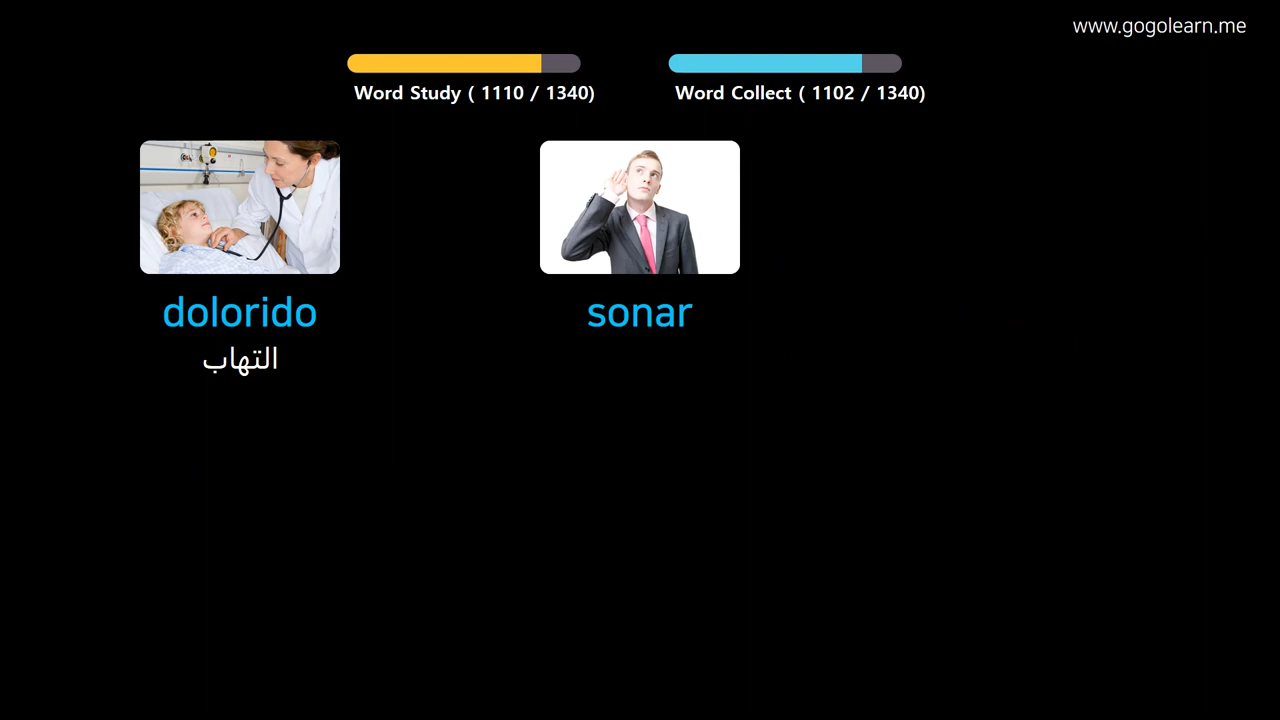 www.gogolearn.me
Word Study ( 1110 / 1340)
Word Collect ( 1102 / 1340)
dolorido
التهاب
sonar